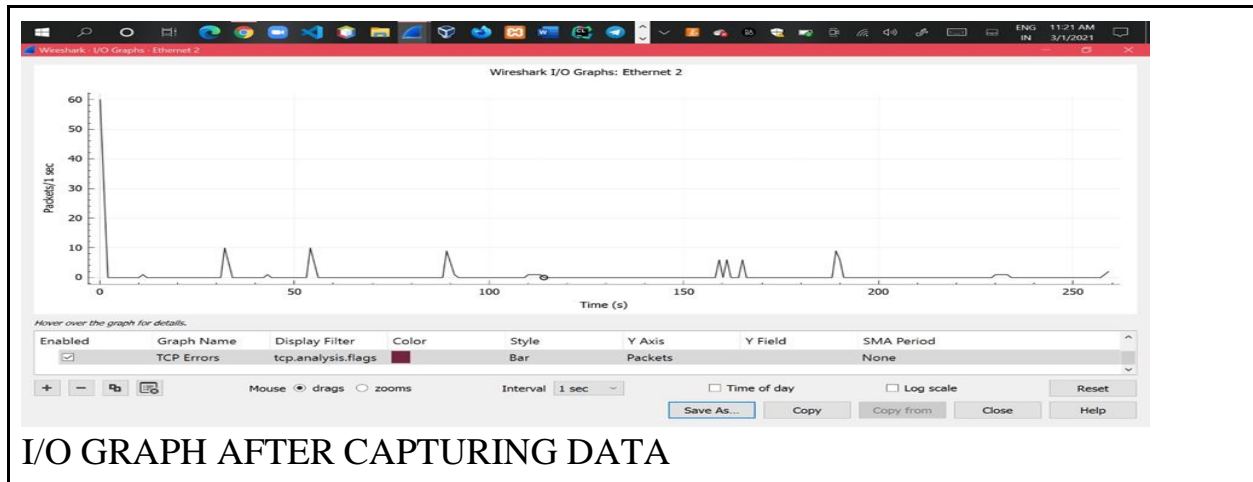 ENG 11:21 AM
IN 3/1/2021
Wireshark · I/O Graphs · Ethernet 2
Wireshark I/O Graphs: Ethernet 2
60
50
40
30
20
10
0
Packets/1 sec
0 50 100 150 200 250
Time (s)
Hover over the graph for details.
Enabled Graph Name Display Filter Color Style Y Axis Y Field SMA Period
TCP Errors tcp.analysis.flags Bar Packets None
Mouse drags zooms Interval 1 sec Time of day Log scale Reset
Save As... Copy Copy from Close Help
I/O GRAPH AFTER CAPTURING DATA